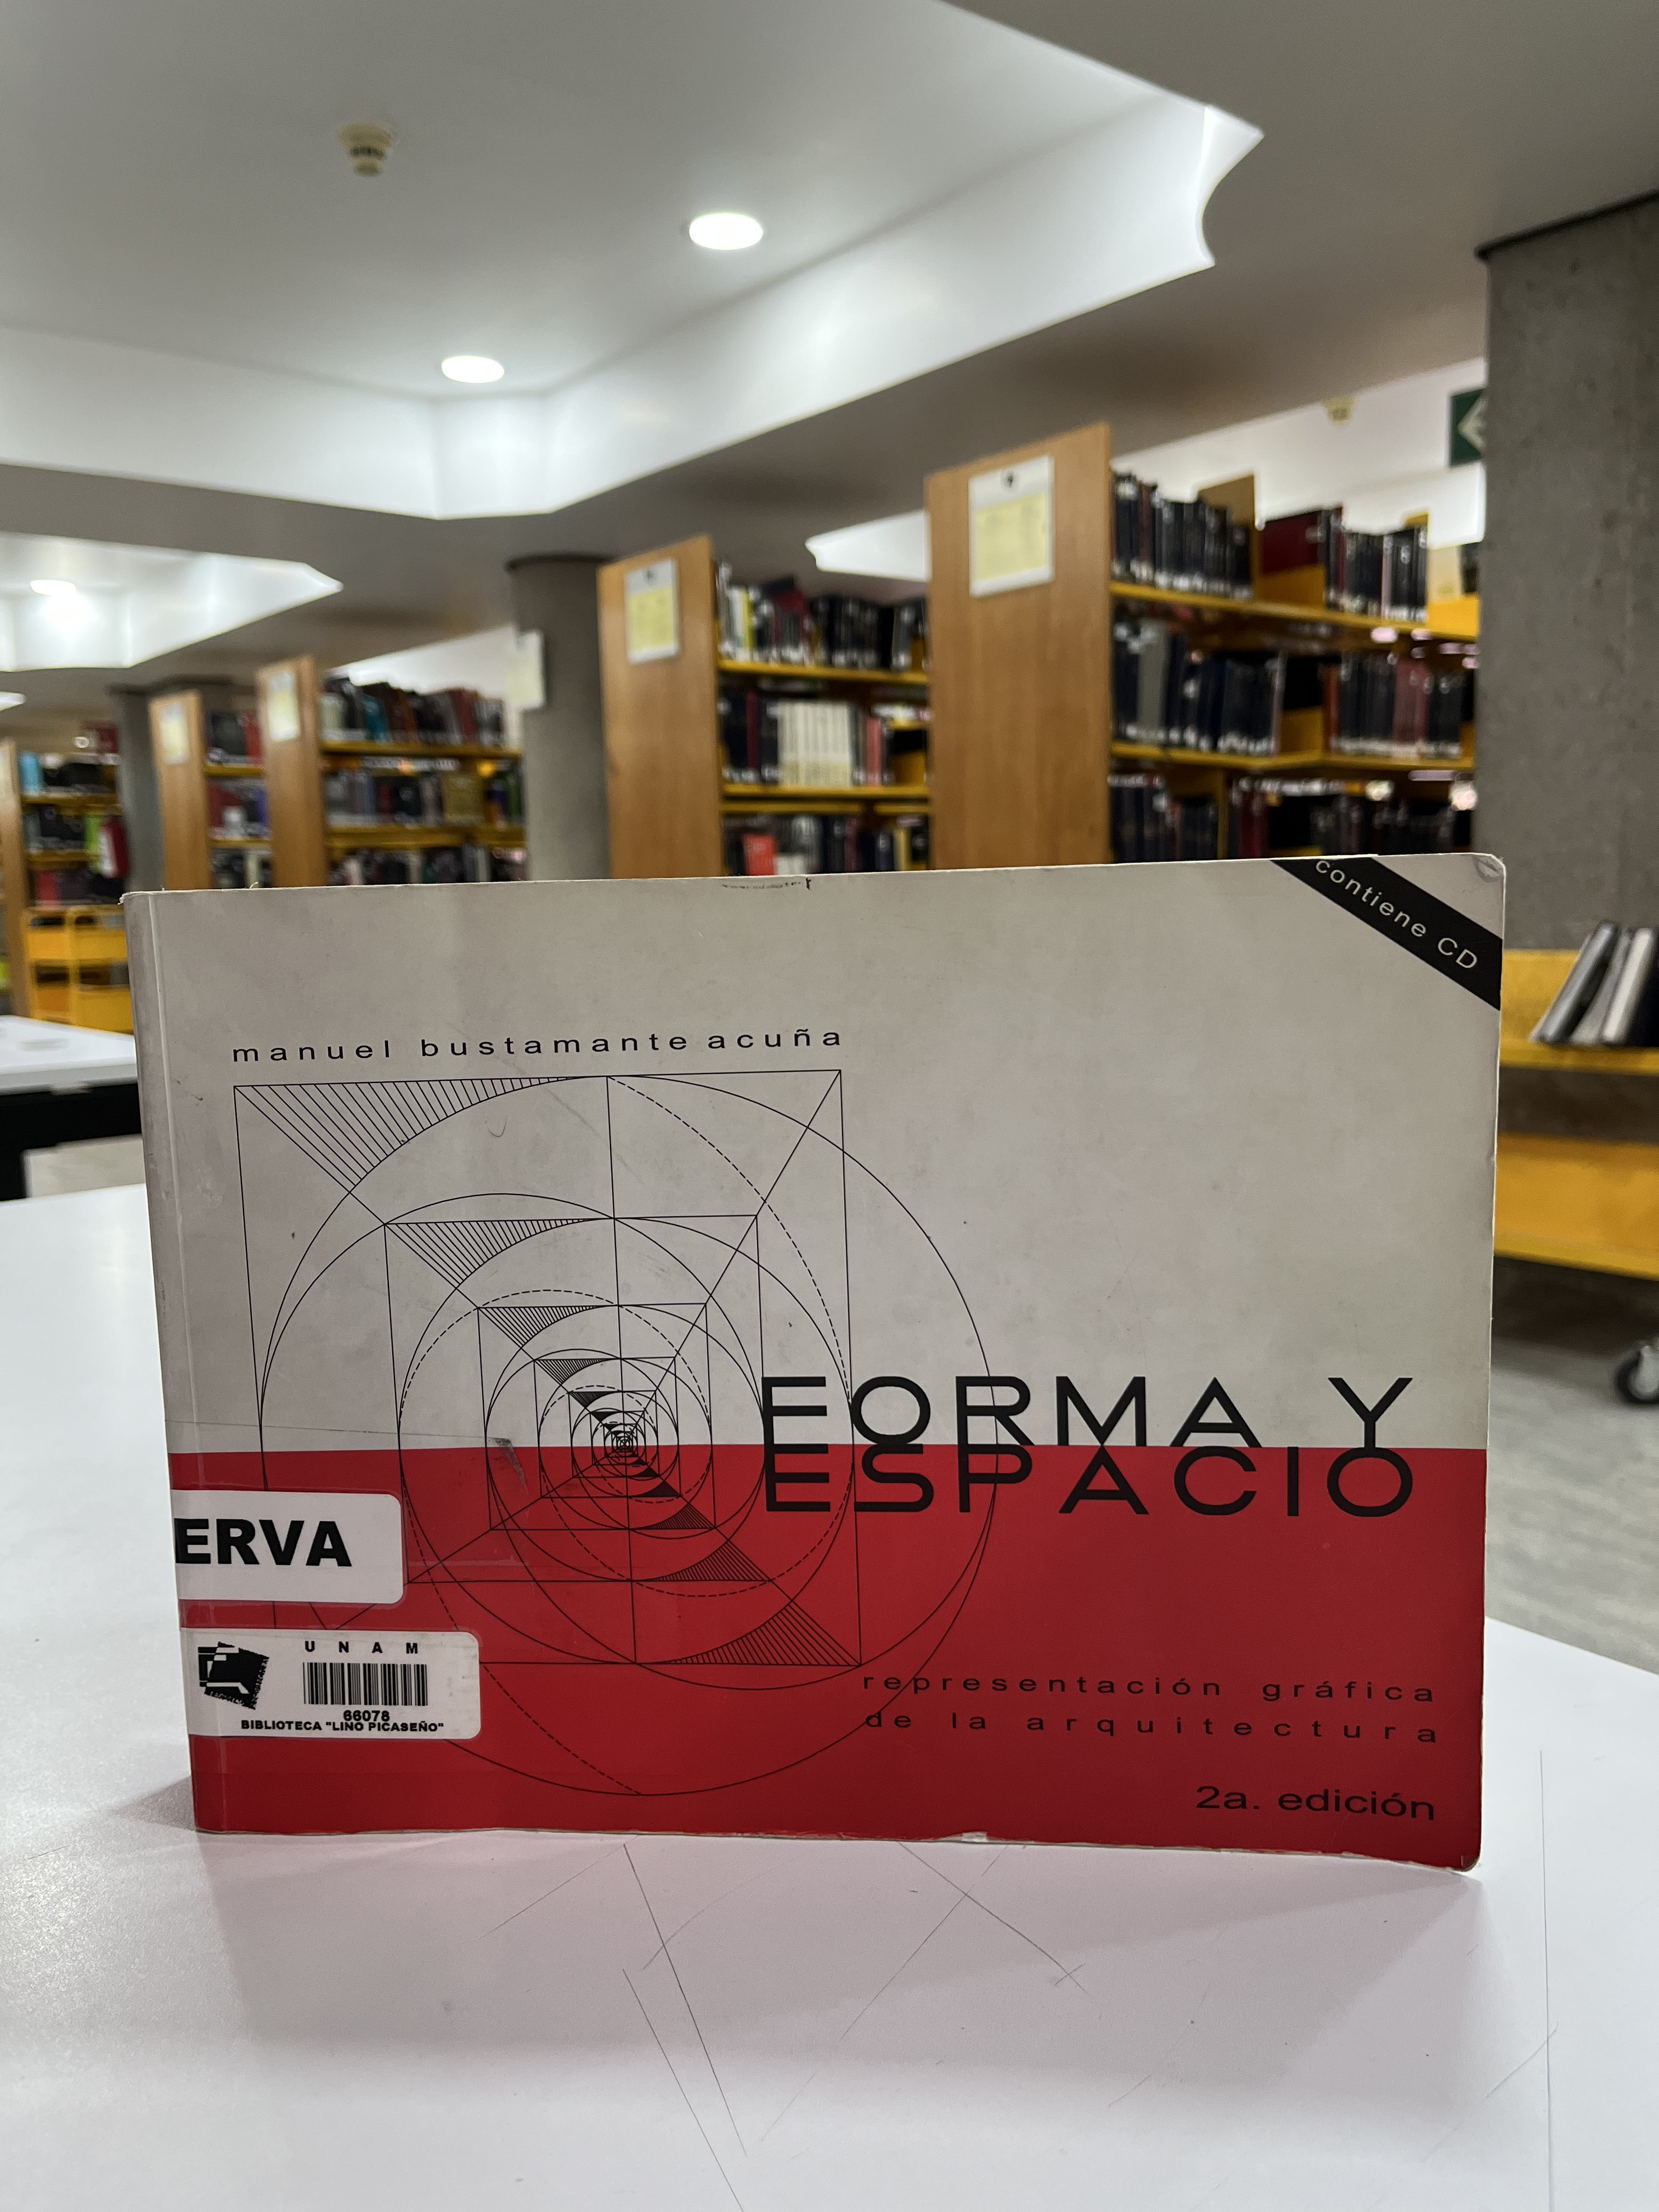 contiene CD
manuel bustamante acuña
FORMA Y
ESPACIO
ERVA
UNAM
66078
BIBLIOTECA "LINO PICASEÑO"
representación gráfica
de la arquitectura
2a. edición